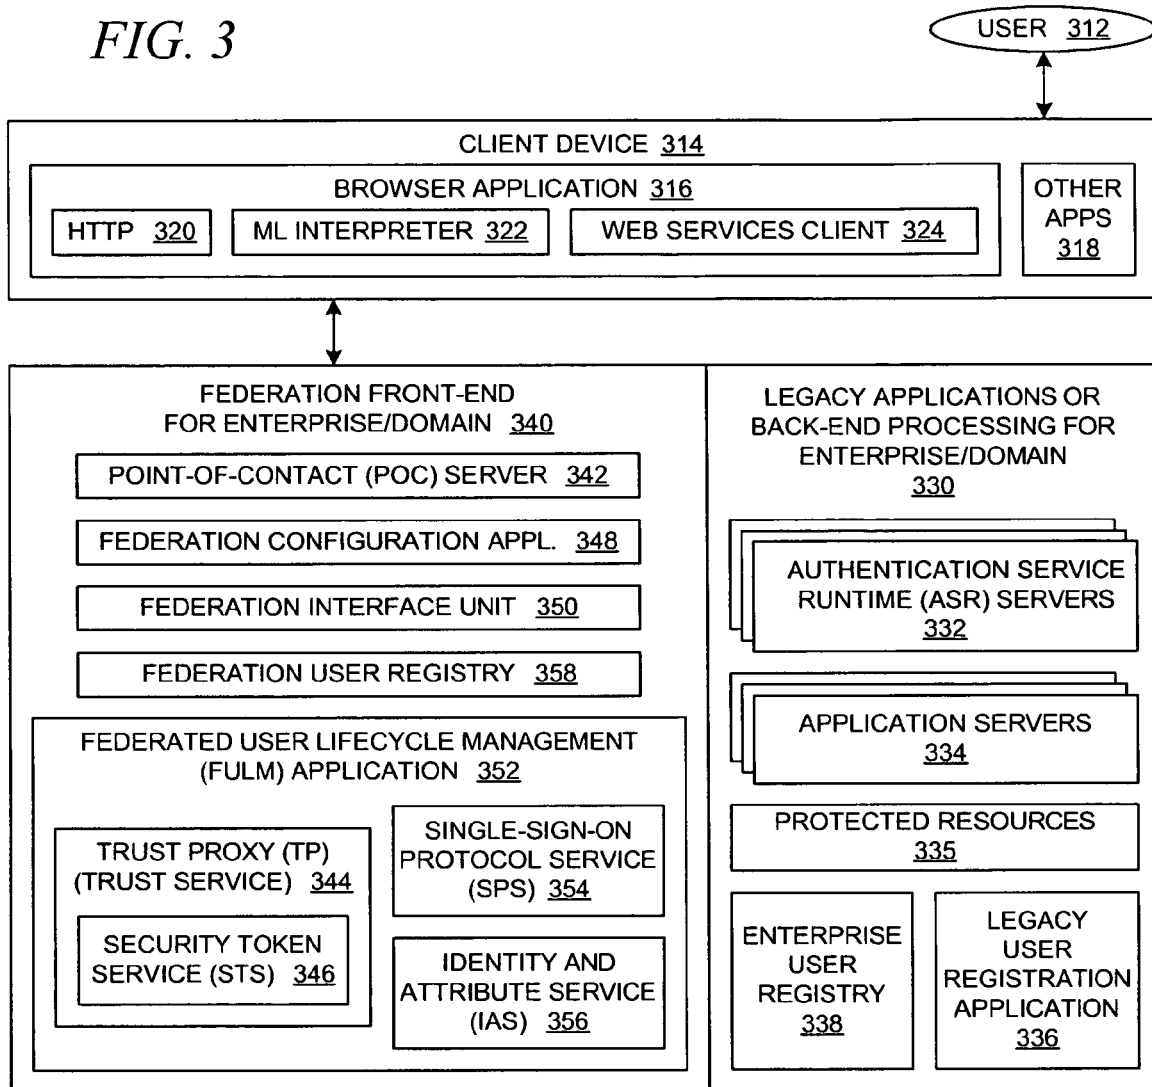 FIG. 3
USER 312
CLIENT DEVICE 314
BROWSER APPLICATION 316
HTTP 320
ML INTERPRETER 322
WEB SERVICES CLIENT 324
OTHER
APPS
318
FEDERATION FRONT-END
FOR ENTERPRISE/DOMAIN 340
POINT-OF-CONTACT (POC) SERVER 342
FEDERATION CONFIGURATION APPL. 348
FEDERATION INTERFACE UNIT 350
FEDERATION USER REGISTRY 358
FEDERATED USER LIFECYCLE MANAGEMENT
(FULM) APPLICATION 352
TRUST PROXY (TP)
(TRUST SERVICE) 344
SECURITY TOKEN
SERVICE (STS) 346
SINGLE-SIGN-ON
PROTOCOL SERVICE
(SPS) 354
IDENTITY AND
ATTRIBUTE SERVICE
(IAS) 356
LEGACY APPLICATIONS OR
BACK-END PROCESSING FOR
ENTERPRISE/DOMAIN
330
AUTHENTICATION SERVICE
RUNTIME (ASR) SERVERS
332
APPLICATION SERVERS
334
PROTECTED RESOURCES
335
ENTERPRISE
USER
REGISTRY
338
LEGACY
USER
REGISTRATION
APPLICATION
336